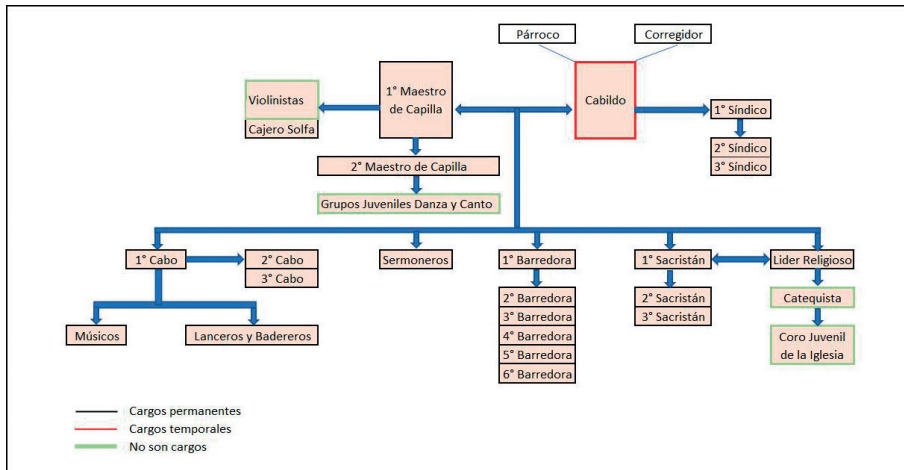 Párroco
Corregidor
Violinistas
Cajero Solfa
1° Maestro
de Capilla
Cabildo
1° Síndico
2° Síndico
3° Síndico
2° Maestro de Capilla
Grupos Juveniles Danza y Canto
1° Cabo
2° Cabo
3° Cabo
Sermoneros
1° Barredora
1° Sacristán
Lider Religioso
2° Barredora
3° Barredora
4° Barredora
5° Barredora
6° Barredora
2° Sacristán
3° Sacristán
Catequista
Músicos
Lanceros y Badereros
Coro Juvenil
de la Iglesia
Cargos permanentes
Cargos temporales
No son cargos